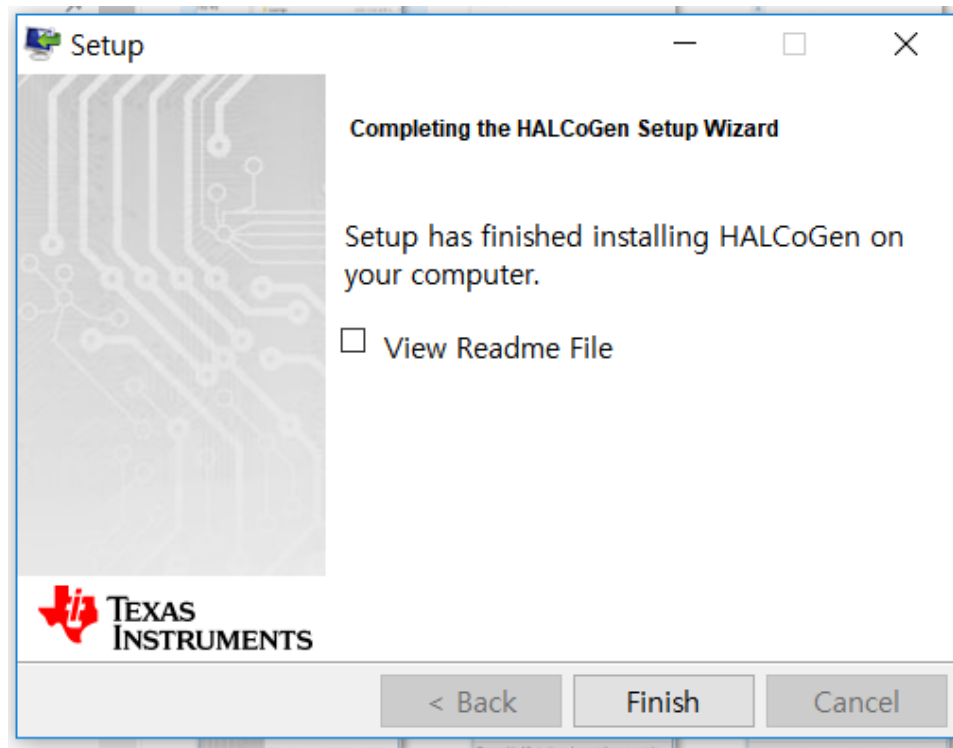 Setup
Completing the HALCoGen Setup Wizard
Setup has finished installing HALCoGen on
your computer.
View Readme File
TEXAS
INSTRUMENTS
< Back
Finish
Cancel